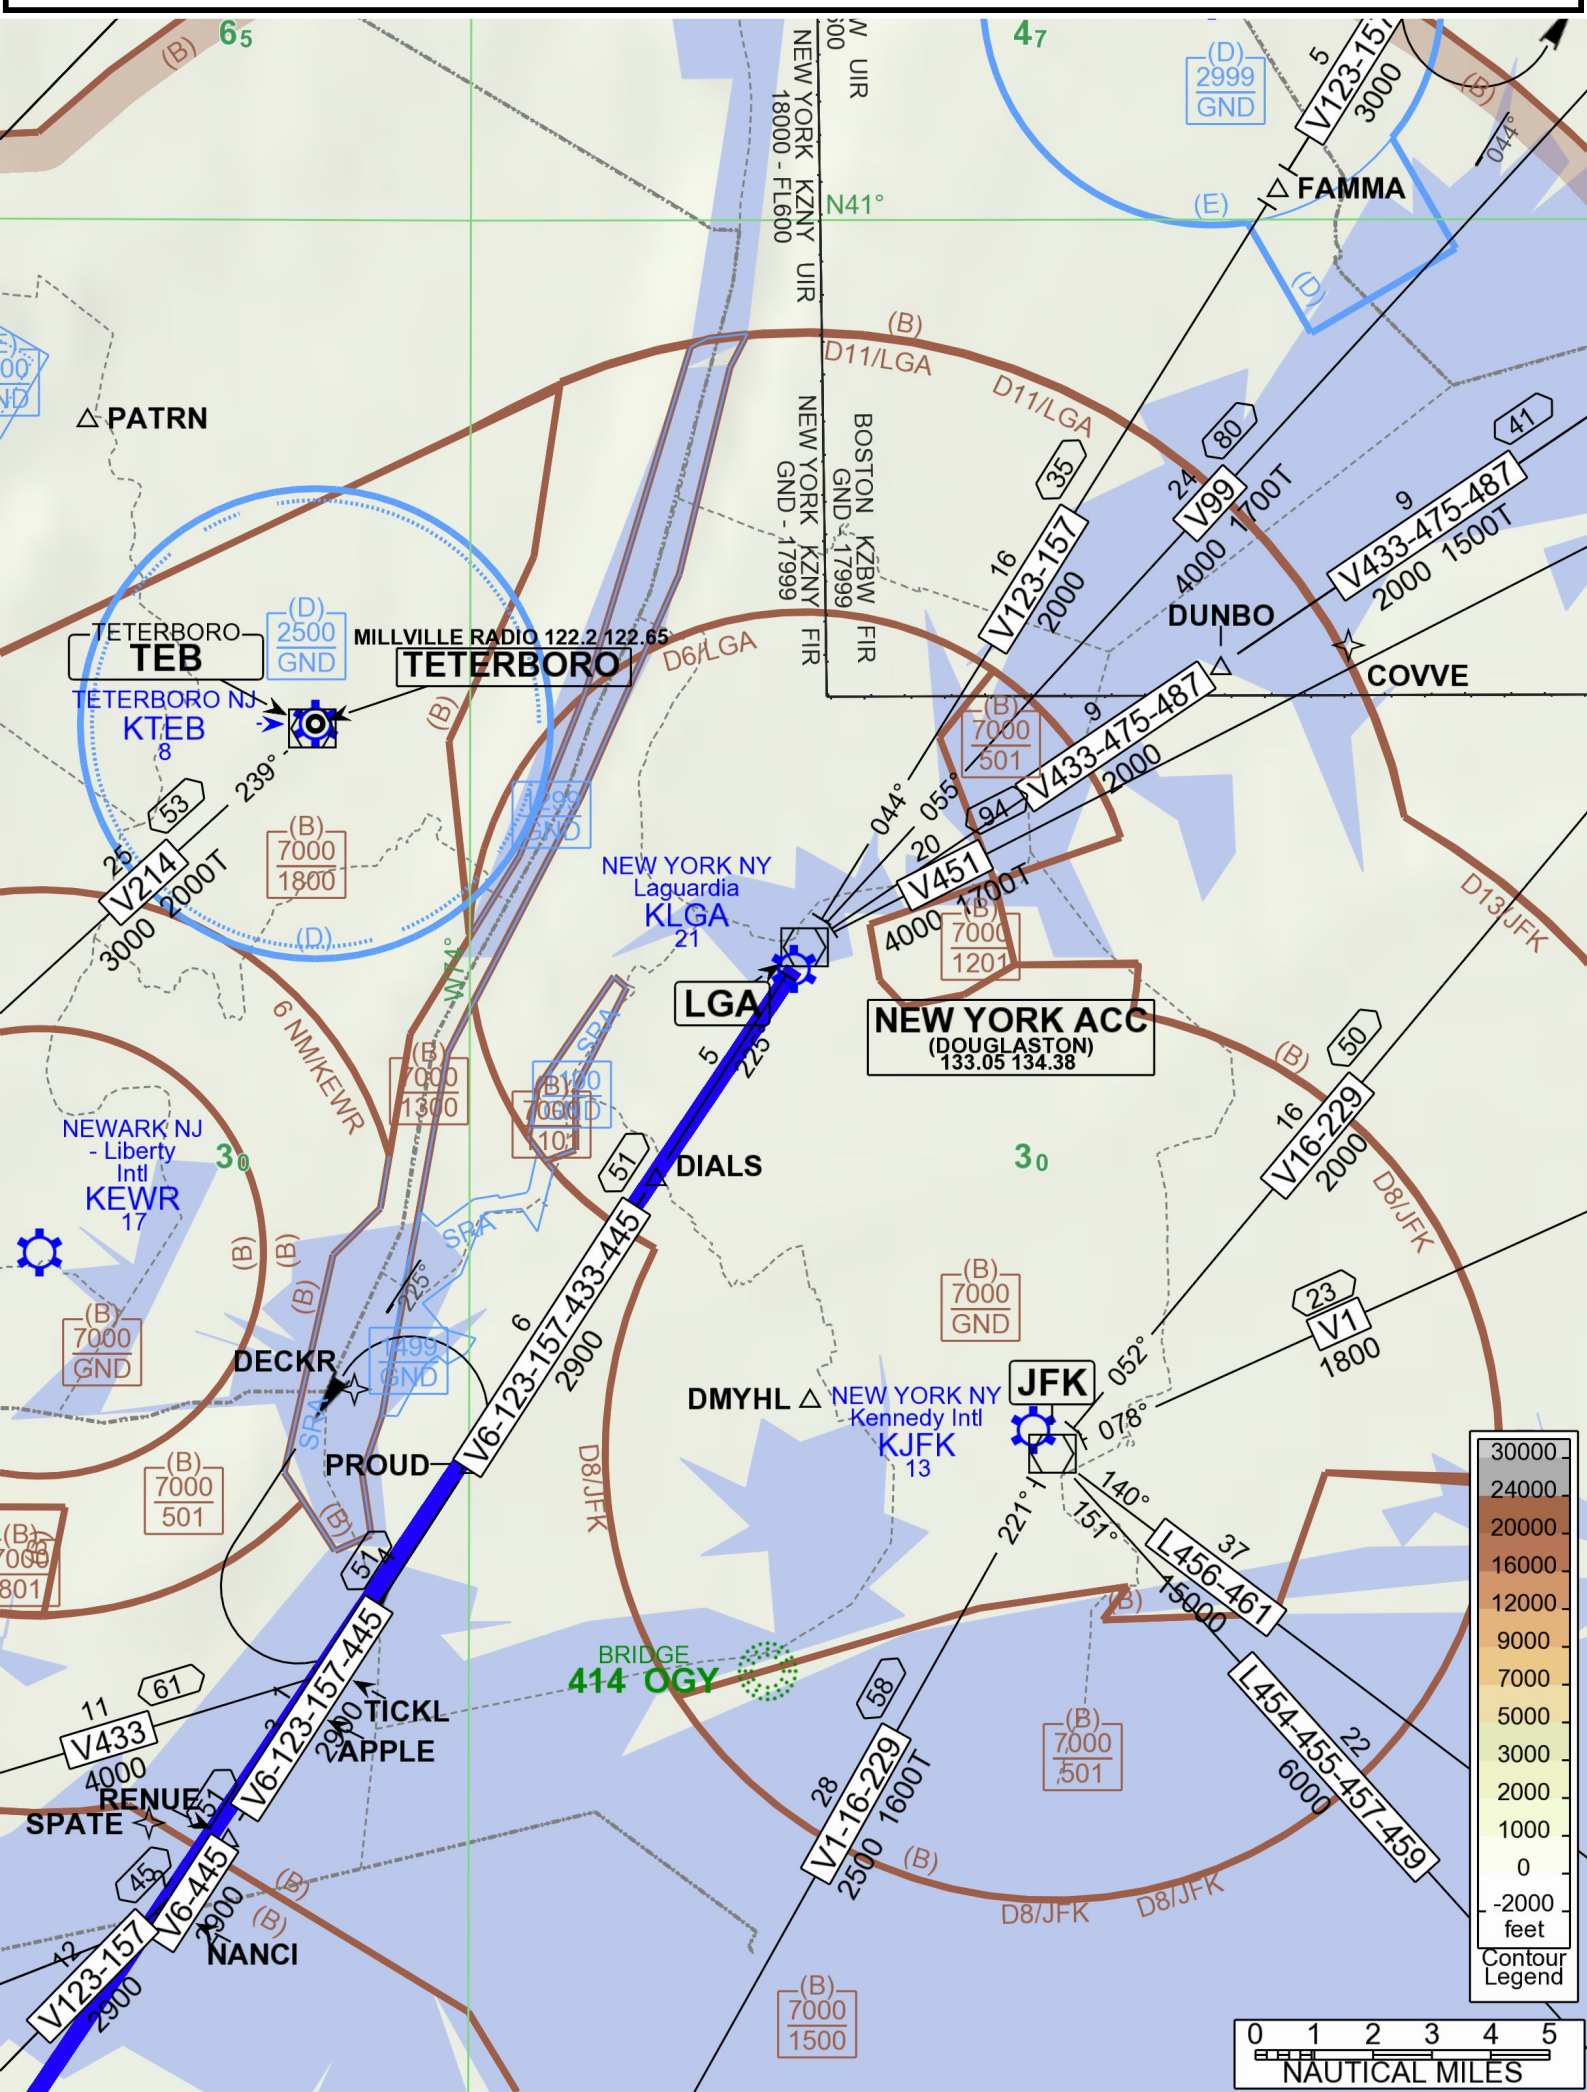 (B)
65
W UIR
NEW YORK KZNY UIR
18000 - FL600
47
(D)
2999
GND
5
V123-157
3000
(B)
044°
FAMMA
N41°
(E)
(D)
(B)
D11/LGA
D11/LGA
PATRN
NEW YORK KZNY FIR
GND - 17999
BOSTON KZBW FIR
GND - 17999
35
16
V123-157
2000
80
24
V99
1700T
4000
41
9
V433-475-487
1500T
2000
DUNBO
COVVE
(D)
2500
GND
MILLVILLE RADIO 122.2 122.65
TETERBORO
TETERBORO
TEB
TETERBORO NJ
KTEB
8
D6/LGA
(B)
239°
53
25
V214
2000T
3000
(B)
7000
1800
(D)
(B)
7000
501
9
V433-475-487
2000
044°
055°
94
20
V451
1700T
4000
(B)
7000
1201
D13/JFK
NEW YORK NY
Laguardia
KLGA
21
LGA
W74°
NEW YORK ACC
(DOUGLASTON)
133.05 134.38
6 NM/KEWR
(B)
7000
1300
SRA
GND
(B)
5
225°
51
DIALS
(B)
50
16
V16-229
2000
D8/JFK
NEWARK NJ
- Liberty
Intl
KEWR
17
30
30
(B)
(B)
(B)
SRA
225°
6
V6-123-157-433-445
2900
(B)
7000
GND
(B)
7000
GND
23
V1
1800
DECKR
1499
GND
SRA
DMYHL
NEW YORK NY
Kennedy Intl
KJFK
13
JFK
052°
078°
PROUD
(B)
7000
501
D8/JFK
(B)
51
4
(B)
801
221°
140°
151°
37
L456-461
15000
(B)
BRIDGE
414 OGY
61
11
V433
4000
V6-123-157-445
2900
TICKL
APPLE
RENUE
SPATE
58
28
V1-16-229
1600T
2500
(B)
7000
501
22
L454-455-457-459
6000
45
V6-445
2900
NANCI
(B)
(B)
12
V123-157
2900
(B)
D8/JFK
D8/JFK
(B)
7000
1500
30000
24000
20000
16000
12000
9000
7000
5000
3000
2000
1000
0
-2000
feet
Contour
Legend
0 1 2 3 4 5
NAUTICAL MILES